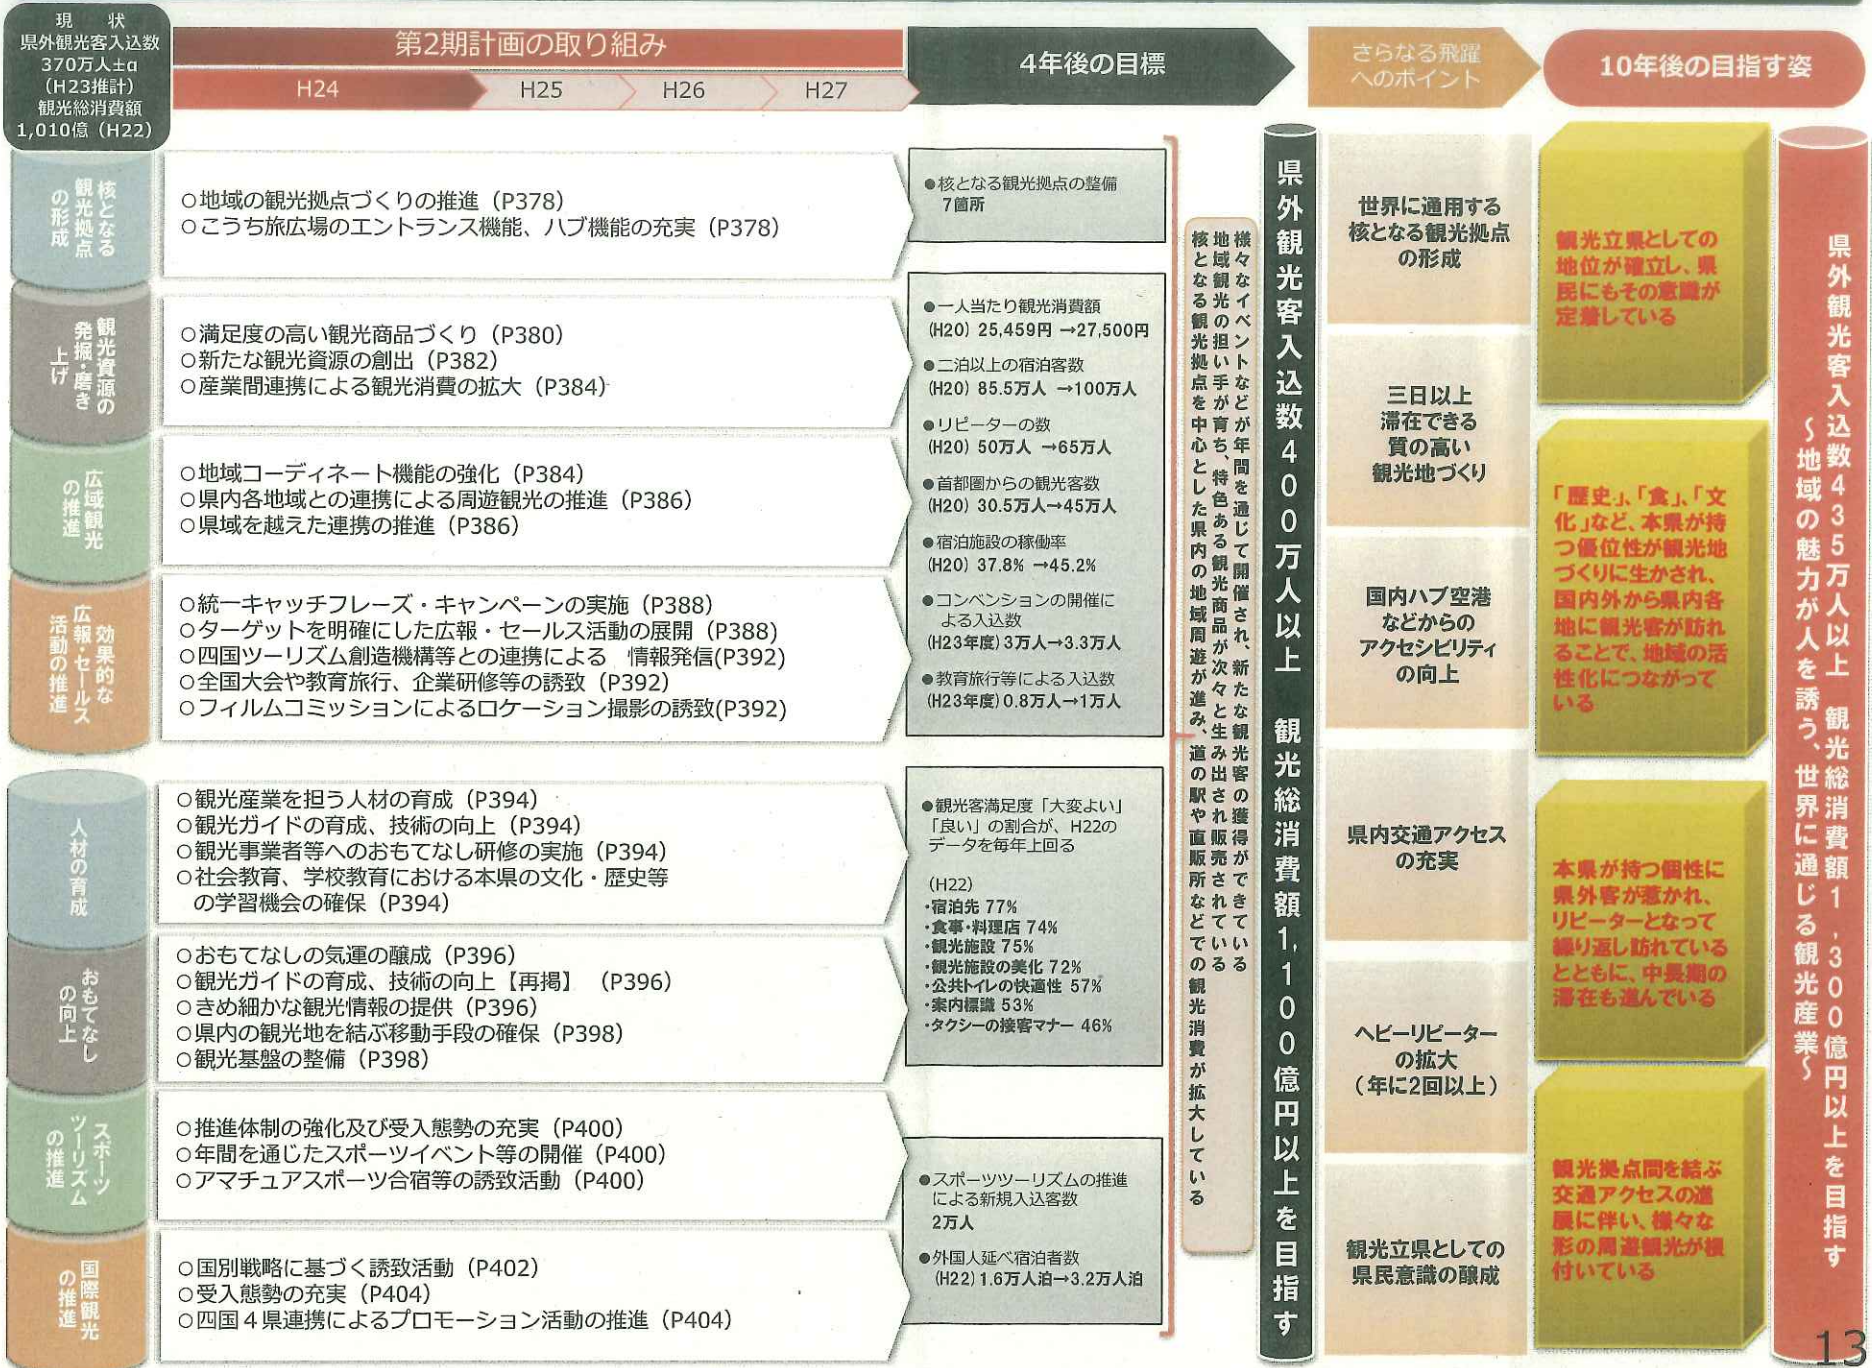 現　状
県外観光客入込数
370万人±α
（H23推計）
観光総消費額
1,010億（H22）
第2期計画の取り組み
H24
H25
H26
H27
4年後の目標
さらなる飛躍
へのポイント
10年後の目指す姿
核となる
観光拠点
の形成
○地域の観光拠点づくりの推進（P378）
○こうち旅広場のエントランス機能、ハブ機能の充実（P378）
観光資源の
発掘・磨き
上げ
○満足度の高い観光商品づくり（P380）
○新たな観光資源の創出（P382）
○産業間連携による観光消費の拡大（P384）
広域観光
の推進
○地域コーディネート機能の強化（P384）
○県内各地域との連携による周遊観光の推進（P386）
○県域を越えた連携の推進（P386）
効果的な
広報・セールス
活動の推進
○統一キャッチフレーズ・キャンペーンの実施（P388）
○ターゲットを明確にした広報・セールス活動の展開（P388）
○四国ツーリズム創造機構等との連携による　情報発信(P392)
○全国大会や教育旅行、企業研修等の誘致（P392）
○フィルムコミッションによるロケーション撮影の誘致(P392)
人材の育成
○観光産業を担う人材の育成（P394）
○観光ガイドの育成、技術の向上（P394）
○観光事業者等へのおもてなし研修の実施（P394）
○社会教育、学校教育における本県の文化・歴史等
の学習機会の確保（P394）
おもてなし
の向上
○おもてなしの気運の醸成（P396）
○観光ガイドの育成、技術の向上【再掲】（P396）
○きめ細かな観光情報の提供（P396）
○県内の観光地を結ぶ移動手段の確保（P398）
○観光基盤の整備（P398）
スポーツ
ツーリズム
の推進
○推進体制の強化及び受入態勢の充実（P400）
○年間を通じたスポーツイベント等の開催（P400）
○アマチュアスポーツ合宿等の誘致活動（P400）
国際観光
の推進
○国別戦略に基づく誘致活動（P402）
○受入態勢の充実（P404）
○四国４県連携によるプロモーション活動の推進（P404）
●核となる観光拠点の整備
7箇所
●一人当たり観光消費額
(H20) 25,459円 →27,500円
●二泊以上の宿泊客数
(H20) 85.5万人 →100万人
●リピーターの数
(H20) 50万人 →65万人
●首都圏からの観光客数
(H20) 30.5万人→45万人
●宿泊施設の稼働率
(H20) 37.8% →45.2%
●コンベンションの開催に
よる入込数
(H23年度) 3万人→3.3万人
●教育旅行等による入込数
(H23年度) 0.8万人→1万人
●観光客満足度「大変よい」
「良い」の割合が、H22の
データを毎年上回る
(H22)
・宿泊先 77%
・食事・料理店 74%
・観光施設 75%
・観光施設の美化 72%
・公共トイレの快適性 57%
・案内標識 53%
・タクシーの接客マナー 46%
●スポーツツーリズムの推進
による新規入込客数
2万人
●外国人延べ宿泊者数
(H22) 1.6万人泊→3.2万人泊
様々なイベントなどが年間を通じて開催され、新たな観光客の獲得ができている
地域観光の担い手が育ち、特色ある観光商品が次々と生み出され販売されている
核となる観光拠点を中心とした県内の地域周遊が進み、道の駅や直販所などでの観光消費が拡大している
県外観光客入込数４００万人以上　観光総消費額１，１００億円以上を目指す
世界に通用する
核となる観光拠点
の形成
三日以上
滞在できる
質の高い
観光地づくり
国内ハブ空港
などからの
アクセシビリティ
の向上
県内交通アクセス
の充実
ヘビーリピーター
の拡大
（年に2回以上）
観光立県としての
県民意識の醸成
観光立県としての
地位が確立し、県
民にもその意識が
定着している
「歴史」、「食」、「文
化」など、本県が持
つ優位性が観光地
づくりに生かされ、
国内外から県内各
地に観光客が訪れ
ることで、地域の活
性化につながって
いる
本県が持つ個性に
県外客が惹かれ、
リピーターとなって
繰り返し訪れている
とともに、中長期の
滞在も進んでいる
観光拠点間を結ぶ
交通アクセスの進
展に伴い、様々な
形の周遊観光が根
付いている
県外観光客入込数４３５万人以上　観光総消費額１，３００億円以上を目指す
～地域の魅力が人を誘う、世界に通じる観光産業～
13